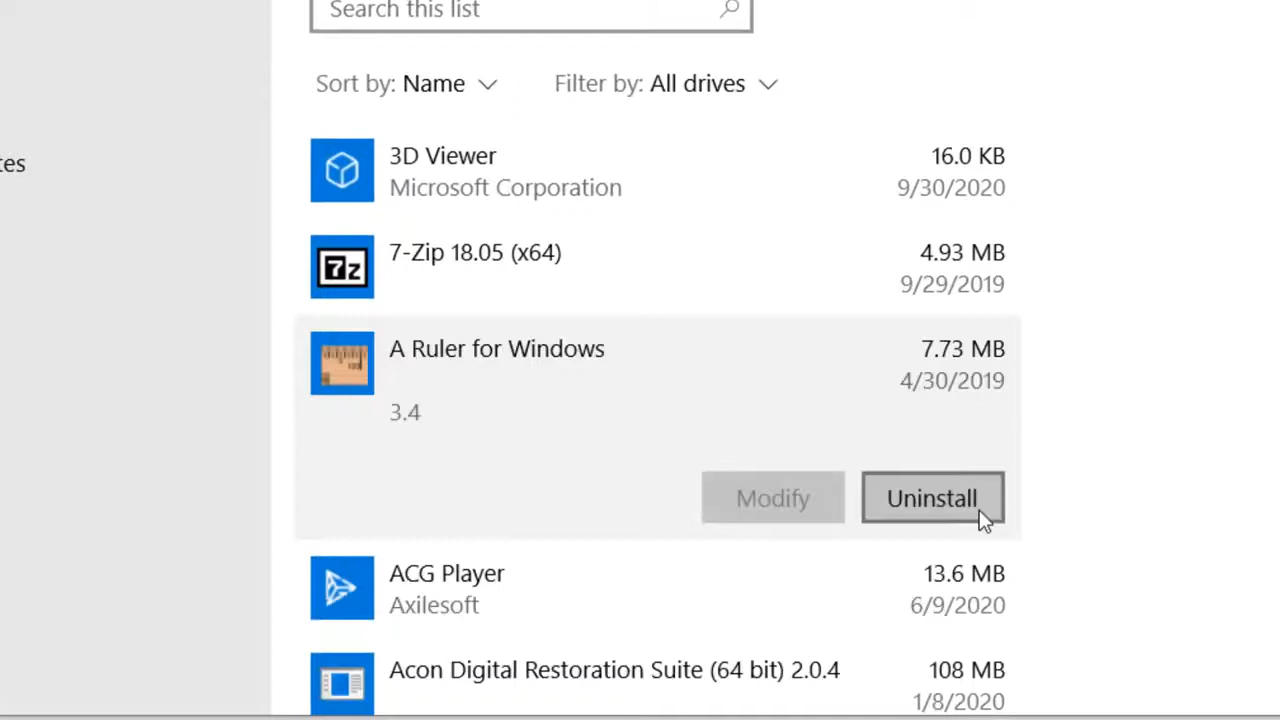 Search this list
Sort by: Name Filter by: All drives
tes
3D Viewer 16.0 KB
Microsoft Corporation 9/30/2020
7z
7-Zip 18.05 (x64) 4.93 MB
9/29/2019
A Ruler for Windows 7.73 MB
4/30/2019
100
3.4
Modify Uninstall
ACG Player 13.6 MB
Axilesoft 6/9/2020
Acon Digital Restoration Suite (64 bit) 2.0.4 108 MB
1/8/2020